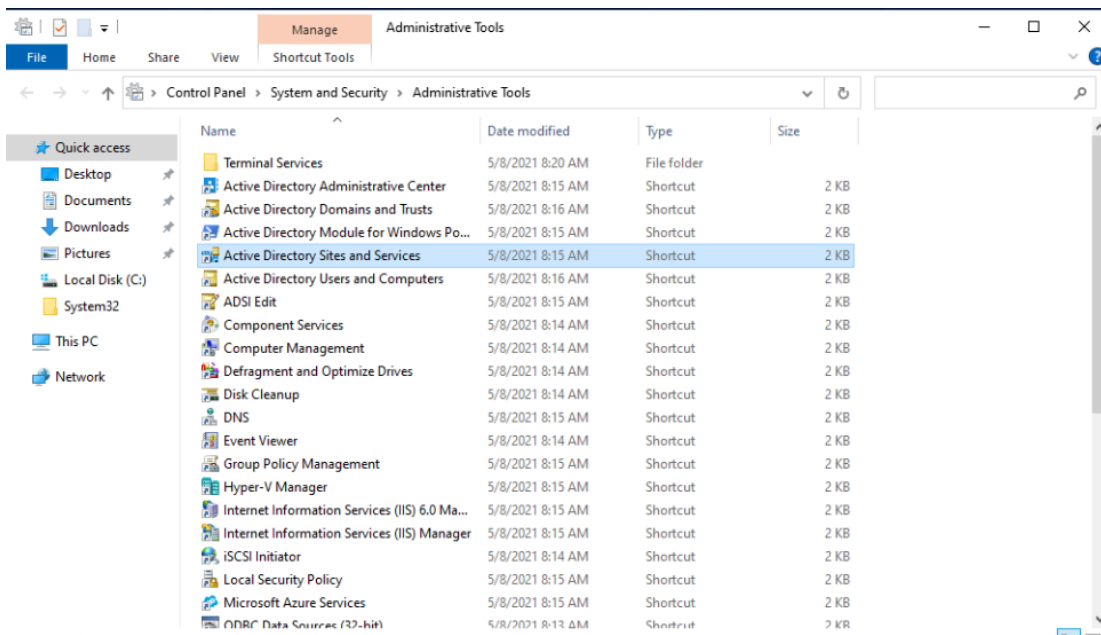 Manage Administrative Tools
File Home Share View Shortcut Tools
Control Panel > System and Security > Administrative Tools
Name Date modified Type Size
Quick access
Desktop
Documents
Downloads
Pictures
Local Disk (C:)
System32
This PC
Network
Terminal Services 5/8/2021 8:20 AM File folder
Active Directory Administrative Center 5/8/2021 8:15 AM Shortcut 2 KB
Active Directory Domains and Trusts 5/8/2021 8:16 AM Shortcut 2 KB
Active Directory Module for Windows Po... 5/8/2021 8:15 AM Shortcut 2 KB
Active Directory Sites and Services 5/8/2021 8:15 AM Shortcut 2 KB
Active Directory Users and Computers 5/8/2021 8:16 AM Shortcut 2 KB
ADSI Edit 5/8/2021 8:15 AM Shortcut 2 KB
Component Services 5/8/2021 8:14 AM Shortcut 2 KB
Computer Management 5/8/2021 8:14 AM Shortcut 2 KB
Defragment and Optimize Drives 5/8/2021 8:14 AM Shortcut 2 KB
Disk Cleanup 5/8/2021 8:14 AM Shortcut 2 KB
DNS 5/8/2021 8:15 AM Shortcut 2 KB
Event Viewer 5/8/2021 8:14 AM Shortcut 2 KB
Group Policy Management 5/8/2021 8:15 AM Shortcut 2 KB
Hyper-V Manager 5/8/2021 8:15 AM Shortcut 2 KB
Internet Information Services (IIS) 6.0 Ma... 5/8/2021 8:15 AM Shortcut 2 KB
Internet Information Services (IIS) Manager 5/8/2021 8:15 AM Shortcut 2 KB
iSCSI Initiator 5/8/2021 8:14 AM Shortcut 2 KB
Local Security Policy 5/8/2021 8:15 AM Shortcut 2 KB
Microsoft Azure Services 5/8/2021 8:15 AM Shortcut 2 KB
ODBC Data Sources (32-bit) 5/8/2021 8:13 AM Shortcut 2 KB